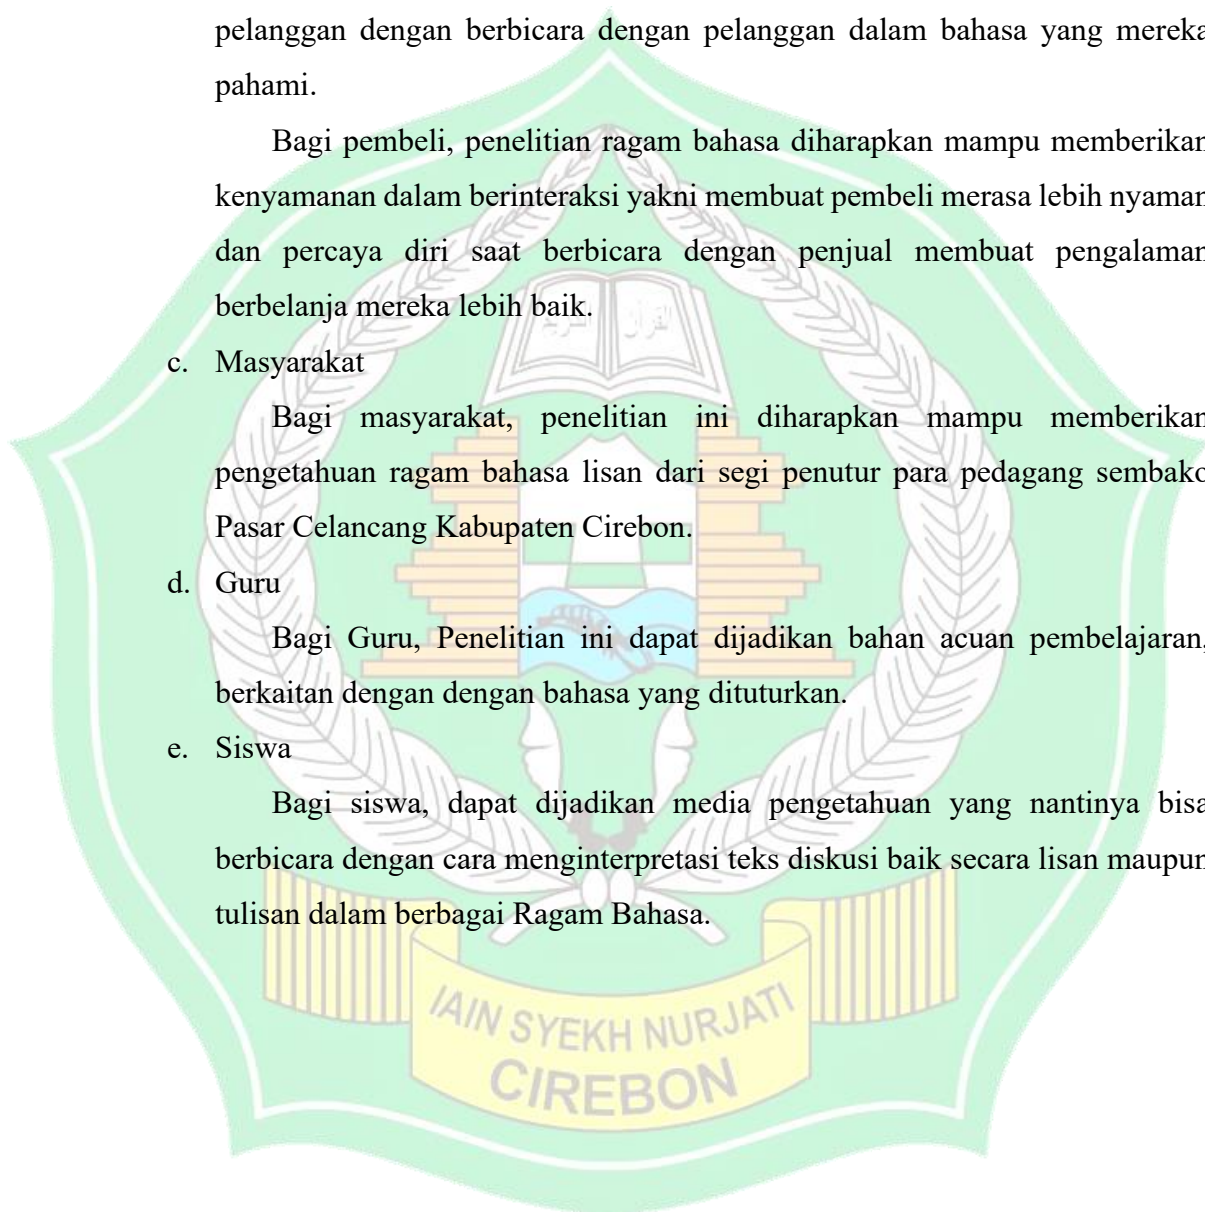 pelanggan dengan berbicara dengan pelanggan dalam bahasa yang mereka
pahami.
Bagi pembeli, penelitian ragam bahasa diharapkan mampu memberikan
kenyamanan dalam berinteraksi yakni membuat pembeli merasa lebih nyaman
dan percaya diri saat berbicara dengan penjual membuat pengalaman
berbelanja mereka lebih baik.
c. Masyarakat
Bagi masyarakat, penelitian ini diharapkan mampu memberikan
pengetahuan ragam bahasa lisan dari segi penutur para pedagang sembako
Pasar Celancang Kabupaten Cirebon.
d. Guru
Bagi Guru, Penelitian ini dapat dijadikan bahan acuan pembelajaran,
berkaitan dengan dengan bahasa yang dituturkan.
e. Siswa
Bagi siswa, dapat dijadikan media pengetahuan yang nantinya bisa
berbicara dengan cara menginterpretasi teks diskusi baik secara lisan maupun
tulisan dalam berbagai Ragam Bahasa.
IAIN SYEKH NURJATI
CIREBON